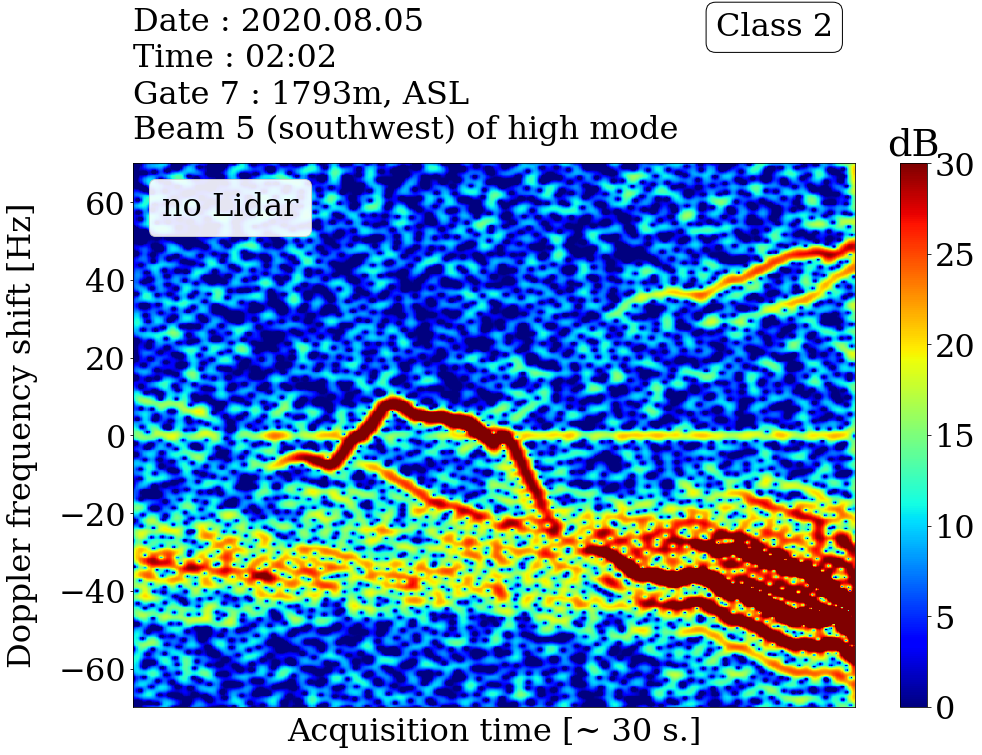 Date : 2020.08.05
Time : 02:02
Gate 7 : 1793m, ASL
Beam 5 (southwest) of high mode
Class 2
dB
no Lidar
Doppler frequency shift [Hz]
60
40
20
0
−20
−40
−60
30
25
20
15
10
5
0
Acquisition time [~ 30 s.]